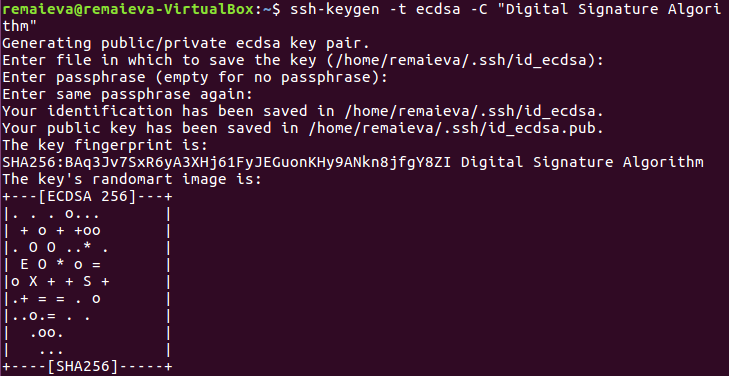 remaieva@remaieva-VirtualBox:~$ ssh-keygen -t ecdsa -C "Digital Signature Algori
thm"
Generating public/private ecdsa key pair.
Enter file in which to save the key (/home/remaieva/.ssh/id_ecdsa):
Enter passphrase (empty for no passphrase):
Enter same passphrase again:
Your identification has been saved in /home/remaieva/.ssh/id_ecdsa.
Your public key has been saved in /home/remaieva/.ssh/id_ecdsa.pub.
The key fingerprint is:
SHA256:BAq3Jv7SxR6yA3XHj61FyJEGuonKHy9ANkn8jfgY8ZI Digital Signature Algorithm
The key's randomart image is:
+---[ECDSA 256]---+
|. . . o...       |
| + o + +oo       |
|. O O ..* .      |
| E O * o =       |
|o X + + S +      |
|.+ = = . o       |
|..o.= . .        |
|  .oo.           |
|   ...           |
+----[SHA256]-----+